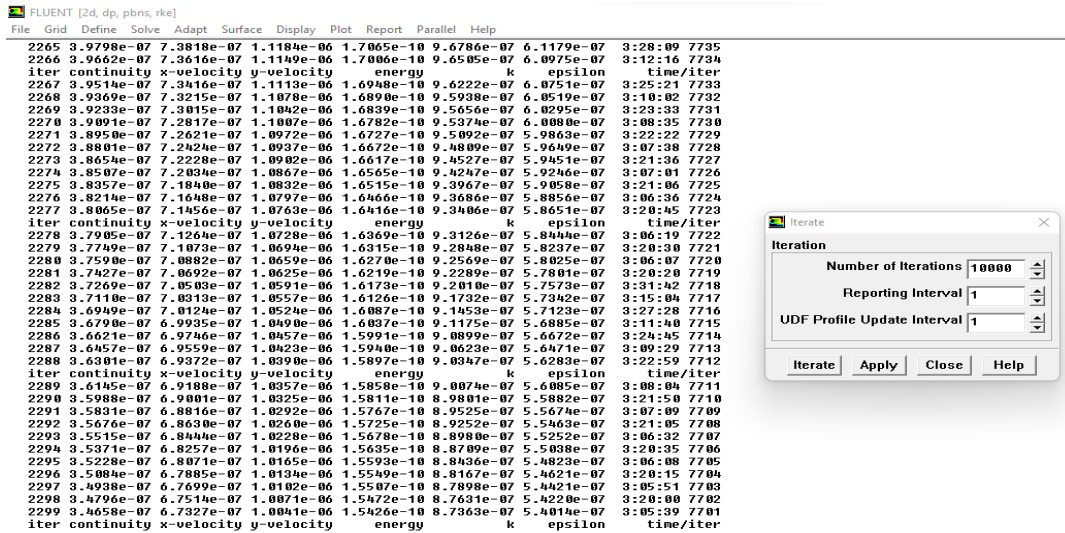 FLUENT [2d, dp, pbns, rke]
File Grid Define Solve Adapt Surface Display Plot Report Parallel Help
2265 3.9798e-07 7.3818e-07 1.1184e-06 1.7065e-10 9.6786e-07 6.1179e-07 3:28:09 7735
2266 3.9662e-07 7.3616e-07 1.1149e-06 1.7006e-10 9.6505e-07 6.0975e-07 3:12:16 7734
iter continuity x-velocity y-velocity energy k epsilon time/iter
2267 3.9514e-07 7.3416e-07 1.1113e-06 1.6948e-10 9.6222e-07 6.0751e-07 3:25:21 7733
2268 3.9369e-07 7.3215e-07 1.1078e-06 1.6890e-10 9.5938e-07 6.0519e-07 3:10:02 7732
2269 3.9233e-07 7.3015e-07 1.1042e-06 1.6839e-10 9.5656e-07 6.0295e-07 3:23:33 7731
2270 3.9091e-07 7.2817e-07 1.1007e-06 1.6782e-10 9.5374e-07 6.0080e-07 3:08:35 7730
2271 3.8950e-07 7.2621e-07 1.0972e-06 1.6727e-10 9.5092e-07 5.9863e-07 3:22:22 7729
2272 3.8801e-07 7.2424e-07 1.0937e-06 1.6672e-10 9.4809e-07 5.9649e-07 3:07:38 7728
2273 3.8654e-07 7.2228e-07 1.0902e-06 1.6617e-10 9.4527e-07 5.9451e-07 3:21:36 7727
2274 3.8507e-07 7.2034e-07 1.0867e-06 1.6565e-10 9.4247e-07 5.9246e-07 3:07:01 7726
2275 3.8357e-07 7.1840e-07 1.0832e-06 1.6515e-10 9.3967e-07 5.9058e-07 3:21:06 7725
2276 3.8214e-07 7.1648e-07 1.0797e-06 1.6466e-10 9.3686e-07 5.8856e-07 3:06:36 7724
2277 3.8065e-07 7.1456e-07 1.0763e-06 1.6416e-10 9.3406e-07 5.8651e-07 3:20:45 7723
iter continuity x-velocity y-velocity energy k epsilon time/iter
2278 3.7905e-07 7.1264e-07 1.0728e-06 1.6369e-10 9.3126e-07 5.8444e-07 3:06:19 7722
2279 3.7749e-07 7.1073e-07 1.0694e-06 1.6315e-10 9.2848e-07 5.8237e-07 3:20:30 7721
2280 3.7590e-07 7.0882e-07 1.0659e-06 1.6270e-10 9.2569e-07 5.8025e-07 3:06:07 7720
2281 3.7427e-07 7.0692e-07 1.0625e-06 1.6219e-10 9.2289e-07 5.7801e-07 3:20:20 7719
2282 3.7269e-07 7.0503e-07 1.0591e-06 1.6173e-10 9.2010e-07 5.7573e-07 3:31:42 7718
2283 3.7110e-07 7.0313e-07 1.0557e-06 1.6126e-10 9.1732e-07 5.7342e-07 3:15:04 7717
2284 3.6949e-07 7.0124e-07 1.0524e-06 1.6087e-10 9.1453e-07 5.7123e-07 3:27:28 7716
2285 3.6790e-07 6.9935e-07 1.0490e-06 1.6037e-10 9.1175e-07 5.6885e-07 3:11:40 7715
2286 3.6621e-07 6.9746e-07 1.0457e-06 1.5991e-10 9.0899e-07 5.6672e-07 3:24:45 7714
2287 3.6457e-07 6.9559e-07 1.0423e-06 1.5940e-10 9.0623e-07 5.6471e-07 3:09:29 7713
2288 3.6301e-07 6.9372e-07 1.0390e-06 1.5897e-10 9.0347e-07 5.6283e-07 3:22:59 7712
iter continuity x-velocity y-velocity energy k epsilon time/iter
2289 3.6145e-07 6.9188e-07 1.0357e-06 1.5858e-10 9.0074e-07 5.6085e-07 3:08:04 7711
2290 3.5988e-07 6.9001e-07 1.0325e-06 1.5811e-10 8.9801e-07 5.5882e-07 3:21:50 7710
2291 3.5831e-07 6.8816e-07 1.0292e-06 1.5767e-10 8.9525e-07 5.5674e-07 3:07:09 7709
2292 3.5676e-07 6.8630e-07 1.0260e-06 1.5725e-10 8.9252e-07 5.5463e-07 3:21:05 7708
2293 3.5515e-07 6.8444e-07 1.0228e-06 1.5678e-10 8.8980e-07 5.5252e-07 3:06:32 7707
2294 3.5371e-07 6.8257e-07 1.0196e-06 1.5635e-10 8.8709e-07 5.5038e-07 3:20:35 7706
2295 3.5228e-07 6.8071e-07 1.0165e-06 1.5593e-10 8.8436e-07 5.4823e-07 3:06:08 7705
2296 3.5084e-07 6.7885e-07 1.0134e-06 1.5549e-10 8.8167e-07 5.4621e-07 3:20:15 7704
2297 3.4938e-07 6.7699e-07 1.0102e-06 1.5507e-10 8.7898e-07 5.4421e-07 3:05:51 7703
2298 3.4796e-07 6.7514e-07 1.0071e-06 1.5472e-10 8.7631e-07 5.4220e-07 3:20:00 7702
2299 3.4658e-07 6.7327e-07 1.0041e-06 1.5426e-10 8.7363e-07 5.4014e-07 3:05:39 7701
iter continuity x-velocity y-velocity energy k epsilon time/iter
Iterate
Iteration
Number of Iterations 10000
Reporting Interval 1
UDF Profile Update Interval 1
Iterate Apply Close Help